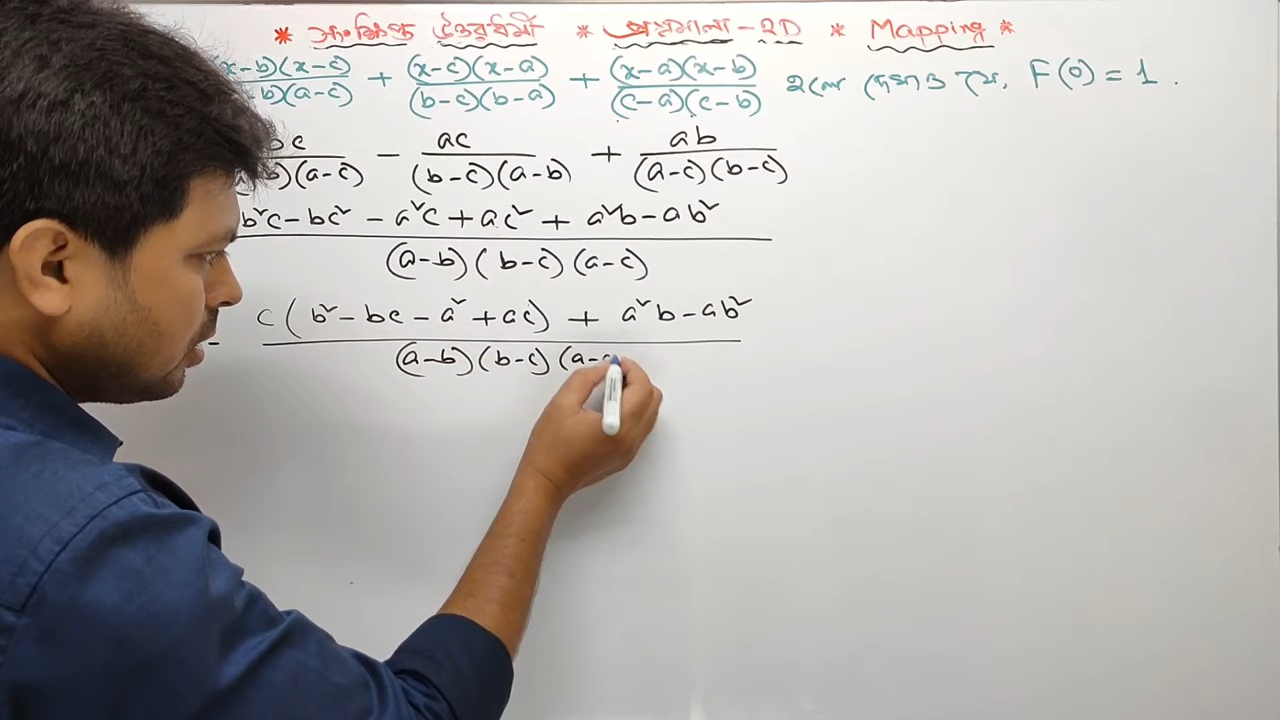 * সংক্ষিপ্ত উত্তরধর্মী * প্রশ্নমালা - 2D * Mapping *
(x-b)(x-c)/b)(a-c) + (x-c)(x-a)/(b-c)(b-a) + (x-a)(x-b)/(c-a)(c-b) হলে দেখাও যে, F(0) = 1 .
bc/b)(a-c) - ac/(b-c)(a-b) + ab/(a-c)(b-c)
b²c - bc² - a²c + ac² + a²b - ab²/(a-b)(b-c)(a-c)
c(b² - bc - a² + ac) + a²b - ab²/(a-b)(b-c)(a-c